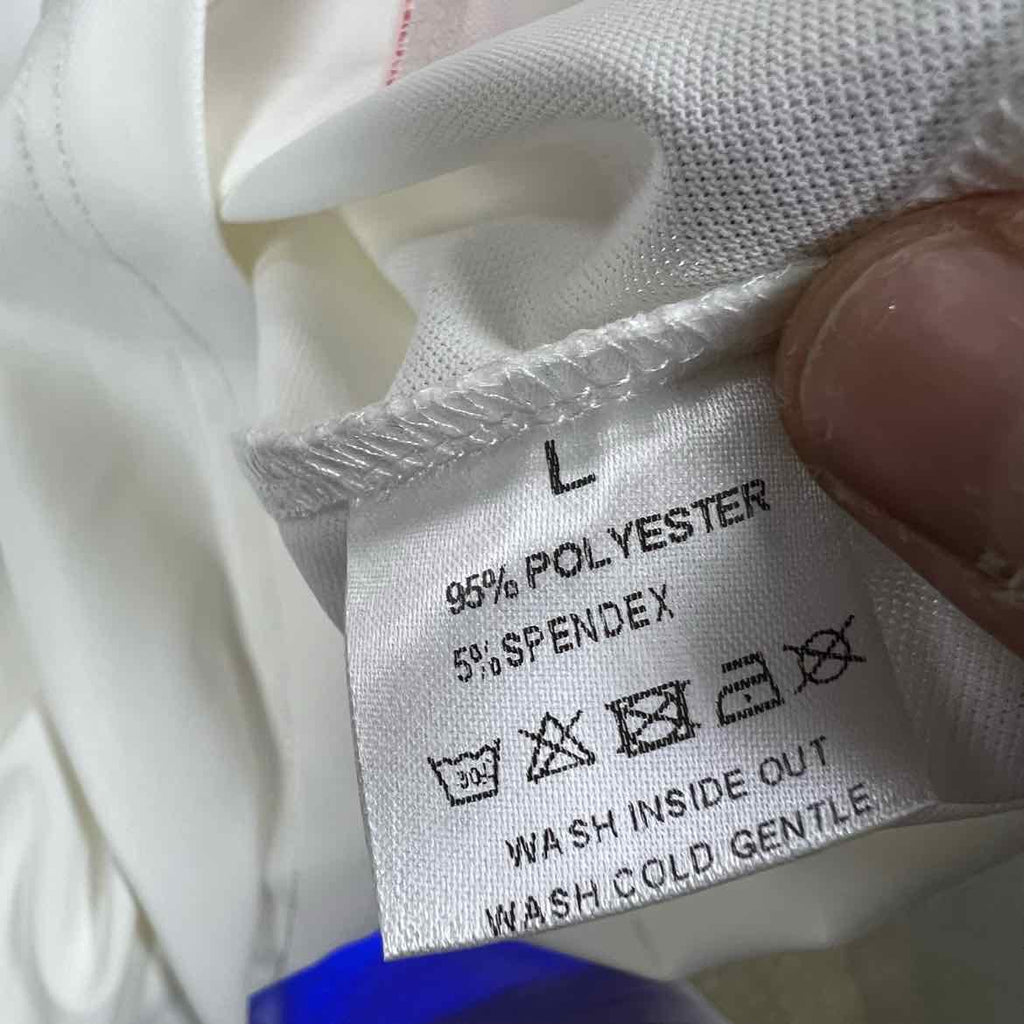 L
95% POLYESTER
5% SPENDEX
30
WASH INSIDE OUT
WASH COLD GENTLE